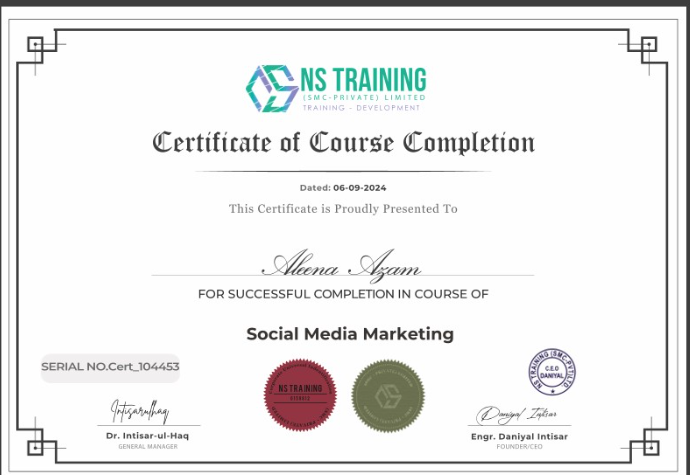 NS TRAINING
(SMC-PRIVATE) LIMITED
TRAINING - DEVELOPMENT
Certificate of Course Completion
Dated: 06-09-2024
This Certificate is Proudly Presented To
Aleena Azam
FOR SUCCESSFUL COMPLETION IN COURSE OF
Social Media Marketing
SERIAL NO.Cert_104453
NS TRAINING
NS TRAINING (SMC-PVT)LTD
C.E.O
DANIYAL
Intisarulhaq
Dr. Intisar-ul-Haq
GENERAL MANAGER
Daniyal Intisar
Engr. Daniyal Intisar
FOUNDER/CEO